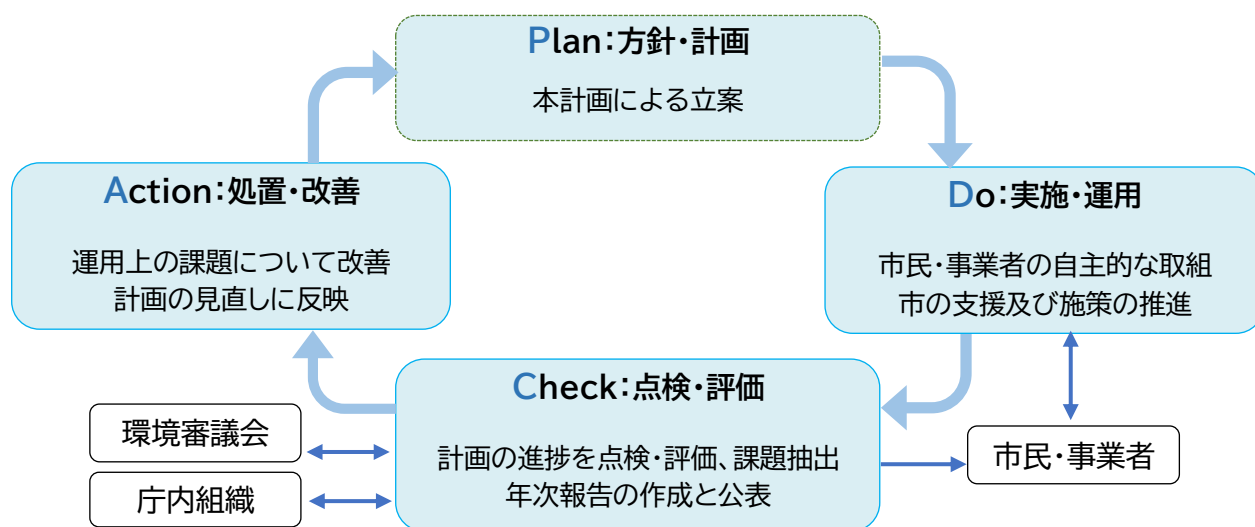 Plan:方針・計画
本計画による立案
Action:処置・改善
運用上の課題について改善
計画の見直しに反映
Do:実施・運用
市民・事業者の自主的な取組
市の支援及び施策の推進
Check:点検・評価
計画の進捗を点検・評価、課題抽出
年次報告の作成と公表
環境審議会
庁内組織
市民・事業者